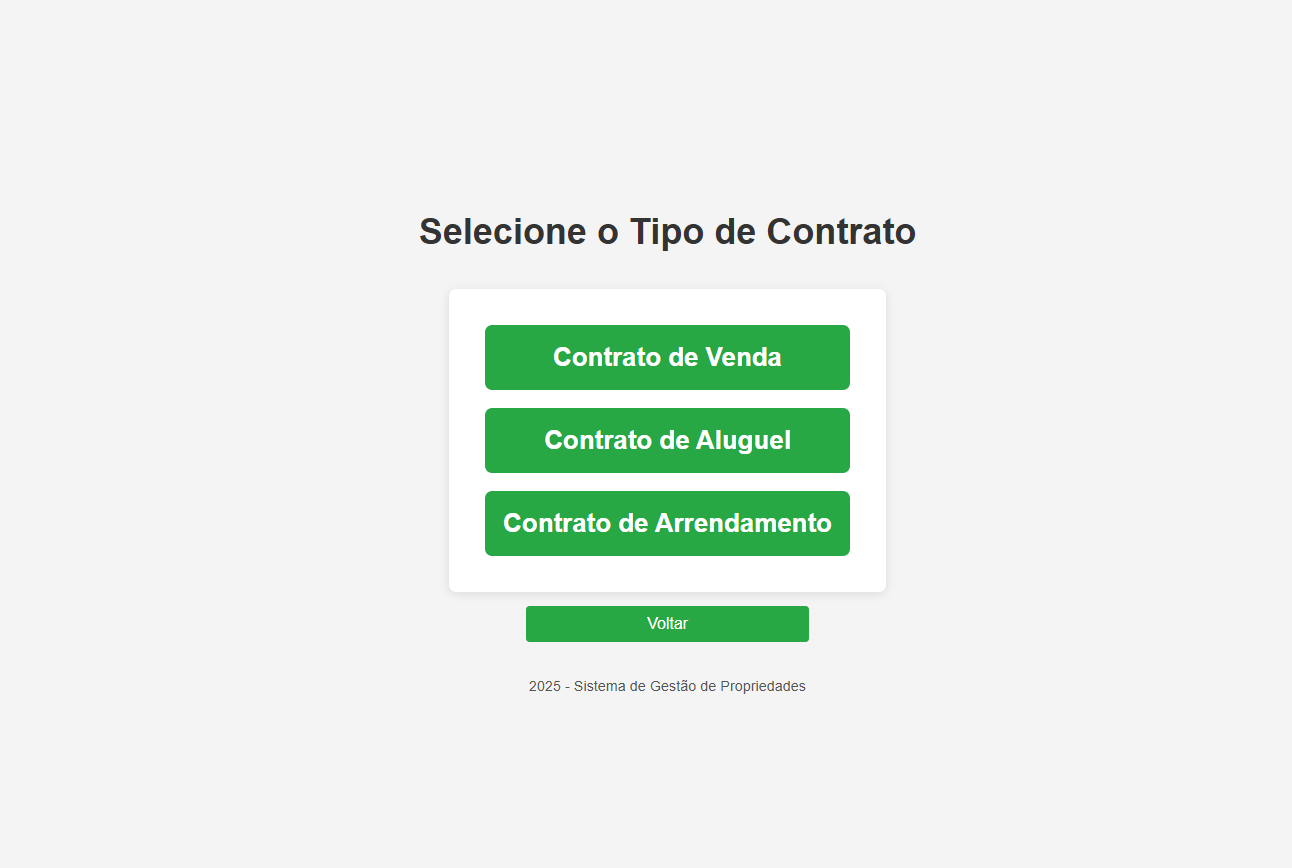 Selecione o Tipo de Contrato
Contrato de Venda
Contrato de Aluguel
Contrato de Arrendamento
Voltar
2025 - Sistema de Gestão de Propriedades